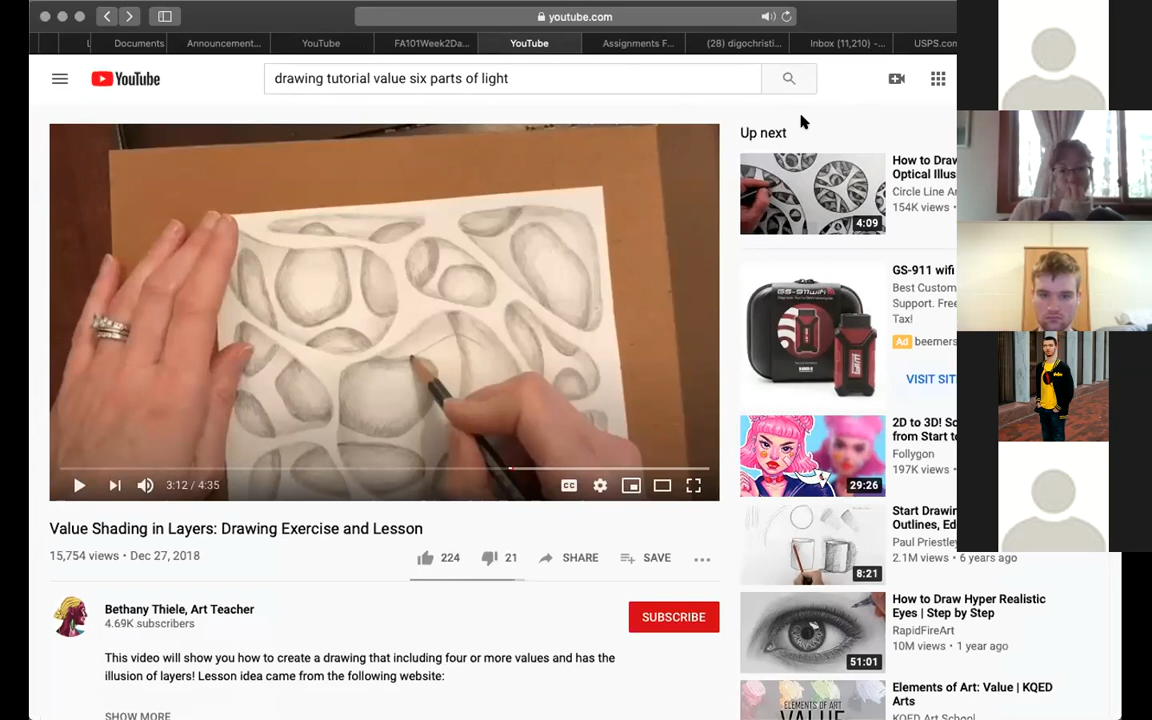 youtube.com
Documents
Announcement...
YouTube
FA101Week2Da...
YouTube
Assignments F...
(28) digochristi...
Inbox (11,210) -...
USPS.com
YouTube
drawing tutorial value six parts of light
Up next
How to Draw
Optical Illus
Circle Line Ar
154K views •
4:09
GS-911 wifi
Best Custom
Support. Free
Tax!
Ad beemers
VISIT SIT
2D to 3D! So
from Start to
Follygon
197K views
29:26
Start Drawin
Outlines, Ed
Paul Priestley
2.1M views • 6 years ago
8:21
How to Draw Hyper Realistic
Eyes | Step by Step
RapidFireArt
10M views • 1 year ago
51:01
Elements of Art: Value | KQED
Arts
KQED Art School
ELEMENTS OF ART:
VALUE
3:12 / 4:35
CC
Value Shading in Layers: Drawing Exercise and Lesson
15,754 views • Dec 27, 2018
224
21
SHARE
SAVE
Bethany Thiele, Art Teacher
4.69K subscribers
SUBSCRIBE
This video will show you how to create a drawing that including four or more values and has the
illusion of layers! Lesson idea came from the following website:
SHOW MORE